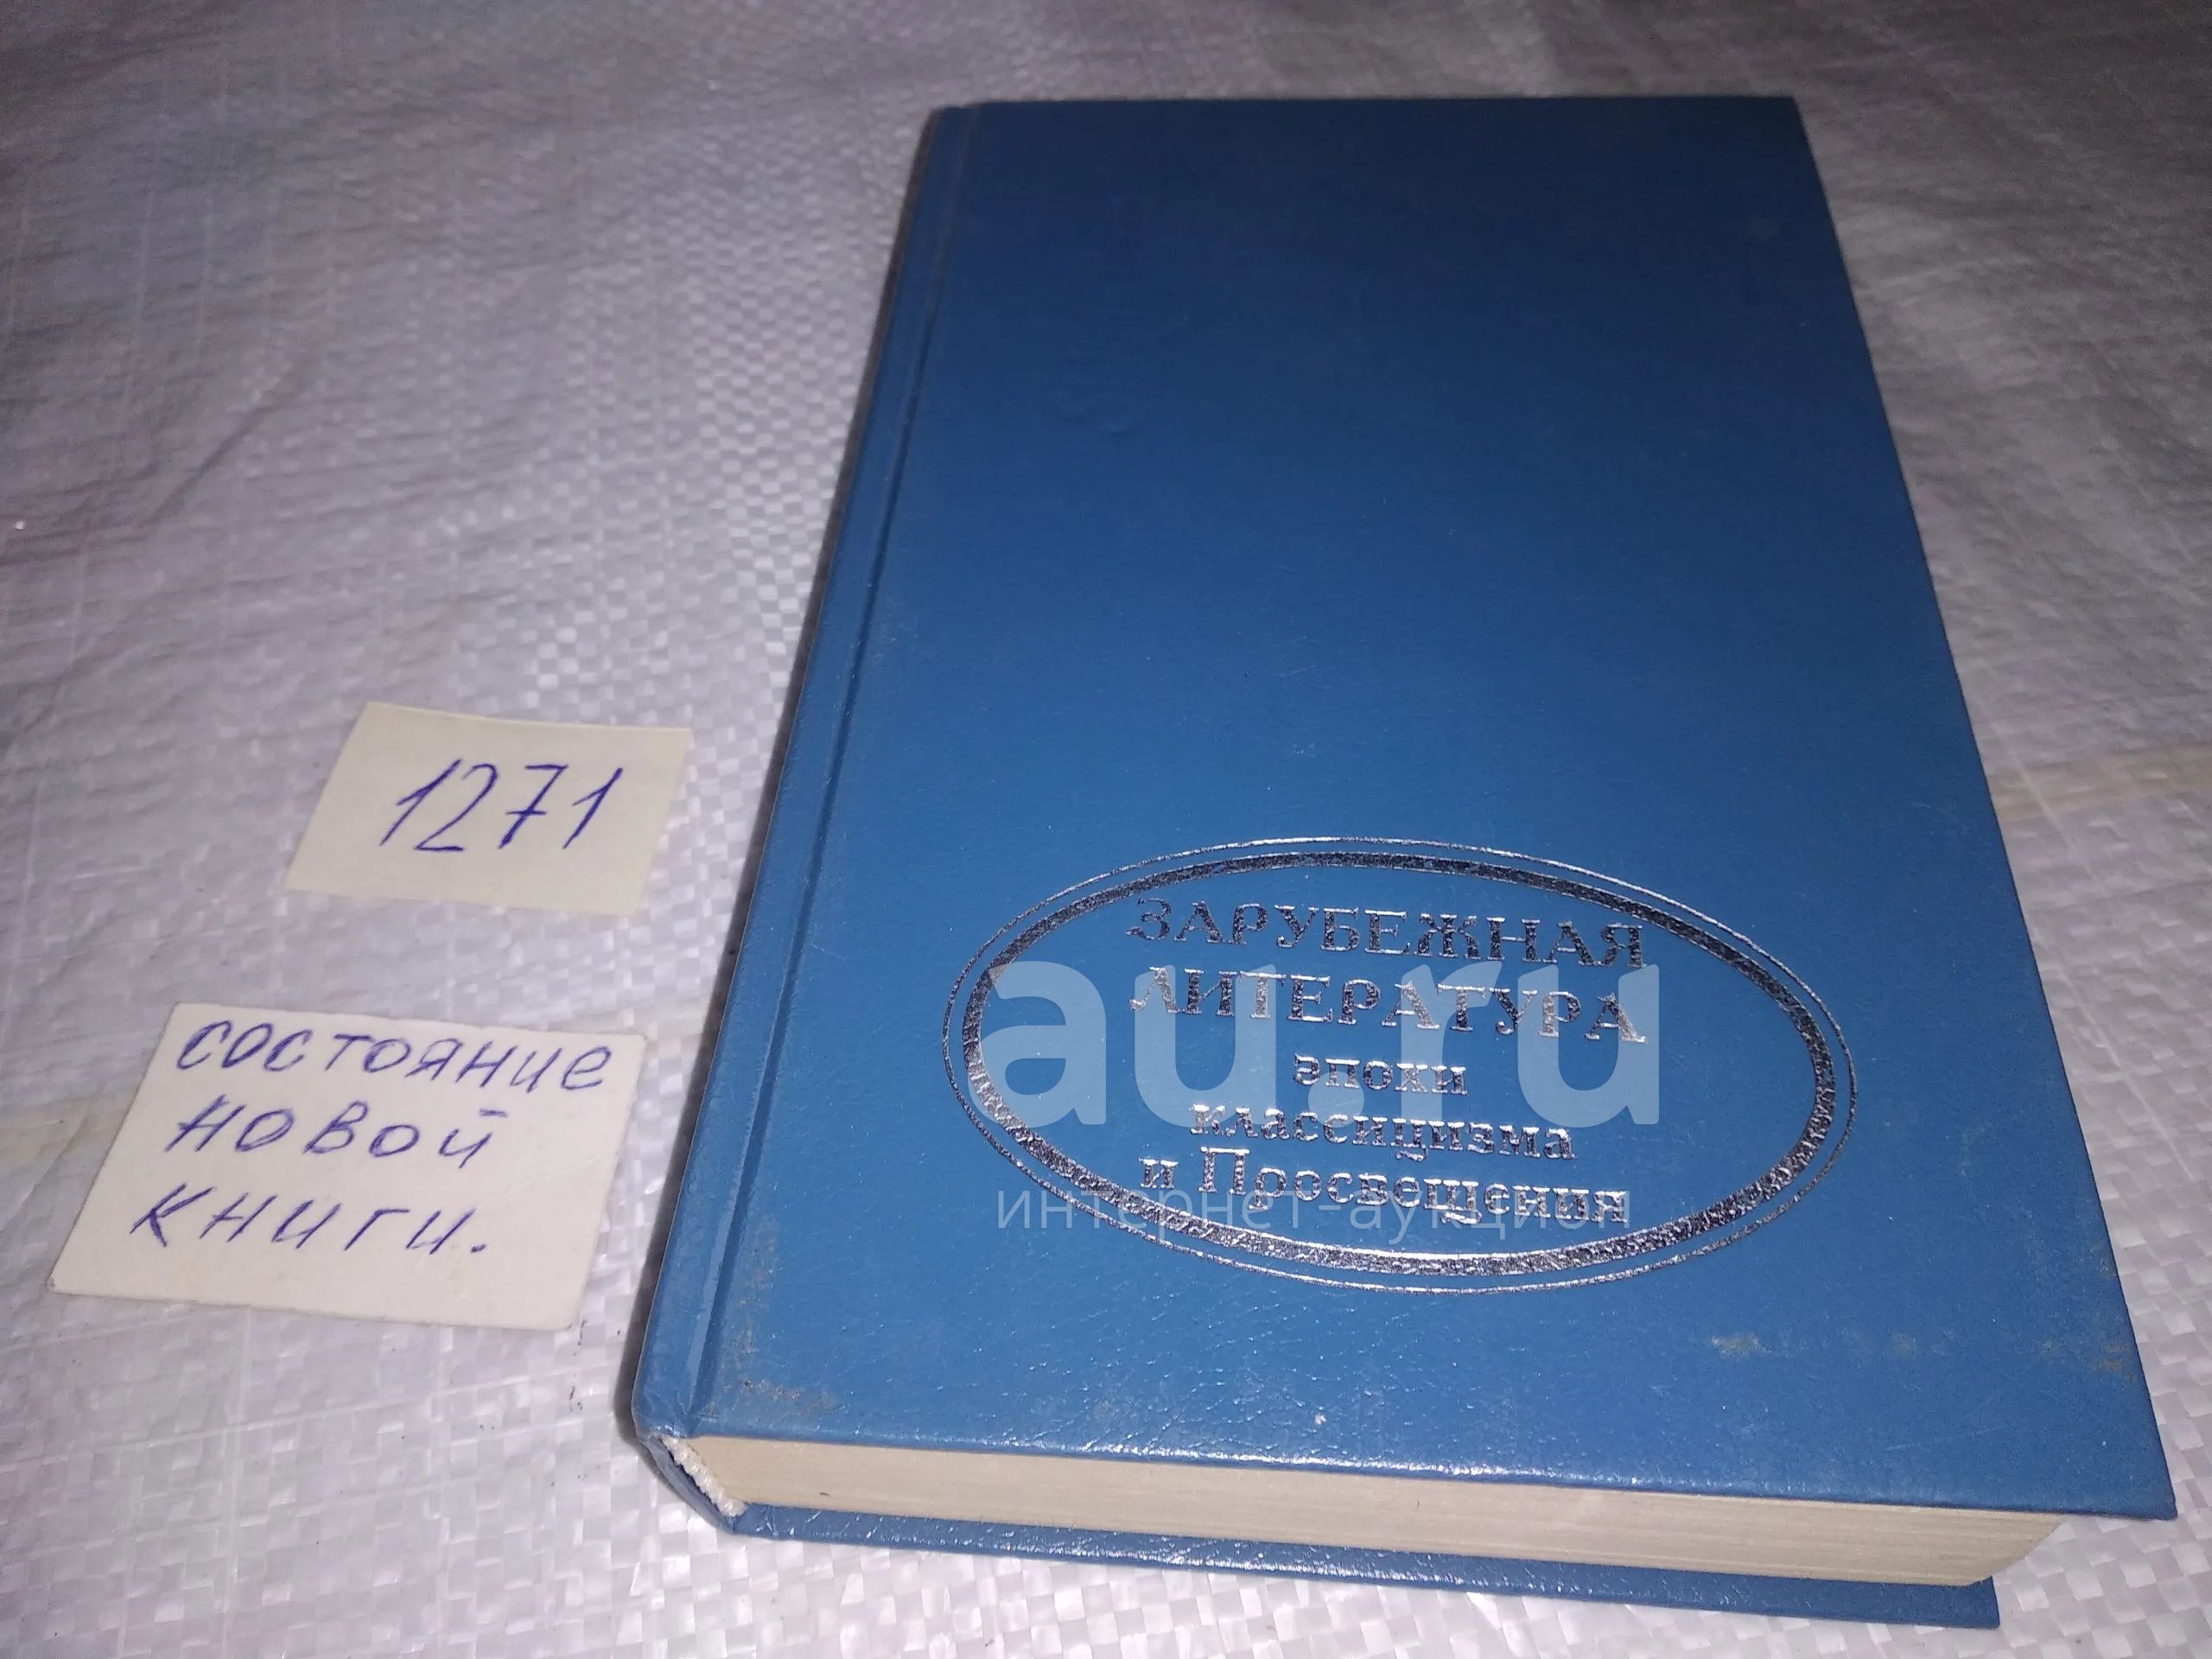 1271
состояние
новой
книги.
ЗАРУБЕЖНАЯ
ЛИТЕРАТУРА
эпохи
классицизма
и Просвещения
au.ru
интернет-аукцион